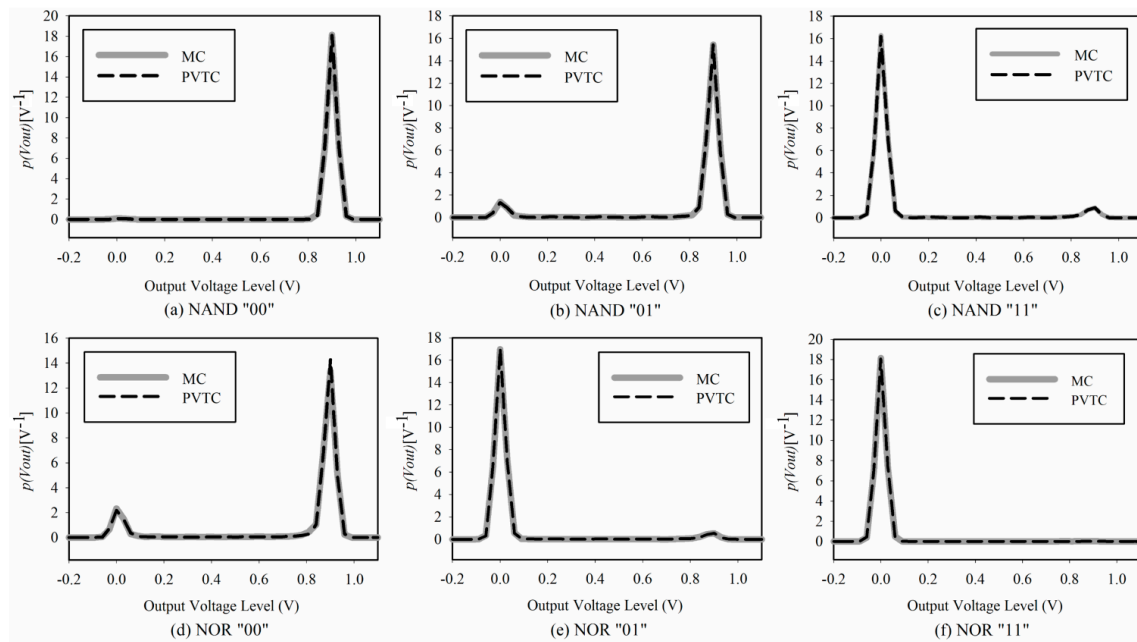 20
18
16
14
12
10
8
6
4
2
0
p(Vout)[V⁻¹]
MC
PVTC
-0.2 0.0 0.2 0.4 0.6 0.8 1.0
Output Voltage Level (V)
(a) NAND "00"
18
16
14
12
10
8
6
4
2
0
p(Vout)[V⁻¹]
MC
PVTC
-0.2 0.0 0.2 0.4 0.6 0.8 1.0
Output Voltage Level (V)
(b) NAND "01"
18
16
14
12
10
8
6
4
2
0
p(Vout)[V⁻¹]
MC
PVTC
-0.2 0.0 0.2 0.4 0.6 0.8 1.0
Output Voltage Level (V)
(c) NAND "11"
16
14
12
10
8
6
4
2
0
p(Vout)[V⁻¹]
MC
PVTC
-0.2 0.0 0.2 0.4 0.6 0.8 1.0
Output Voltage Level (V)
(d) NOR "00"
18
16
14
12
10
8
6
4
2
0
p(Vout)[V⁻¹]
MC
PVTC
-0.2 0.0 0.2 0.4 0.6 0.8 1.0
Output Voltage Level (V)
(e) NOR "01"
20
18
16
14
12
10
8
6
4
2
0
p(Vout)[V⁻¹]
MC
PVTC
-0.2 0.0 0.2 0.4 0.6 0.8 1.0
Output Voltage Level (V)
(f) NOR "11"